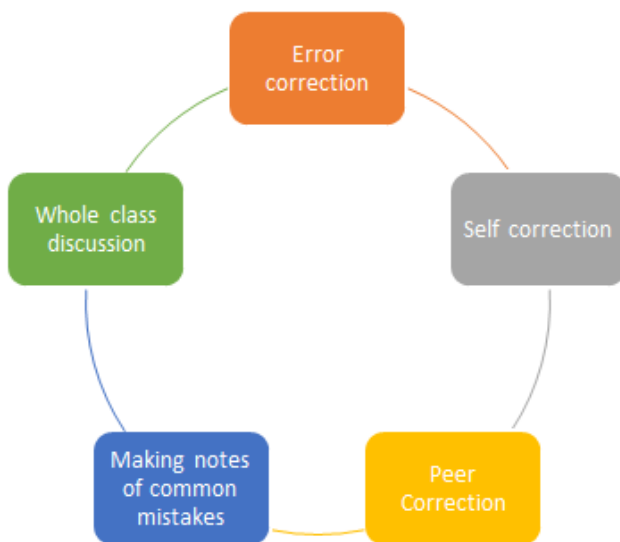 Error
correction
Self correction
Peer
Correction
Making notes
of common
mistakes
Whole class
discussion